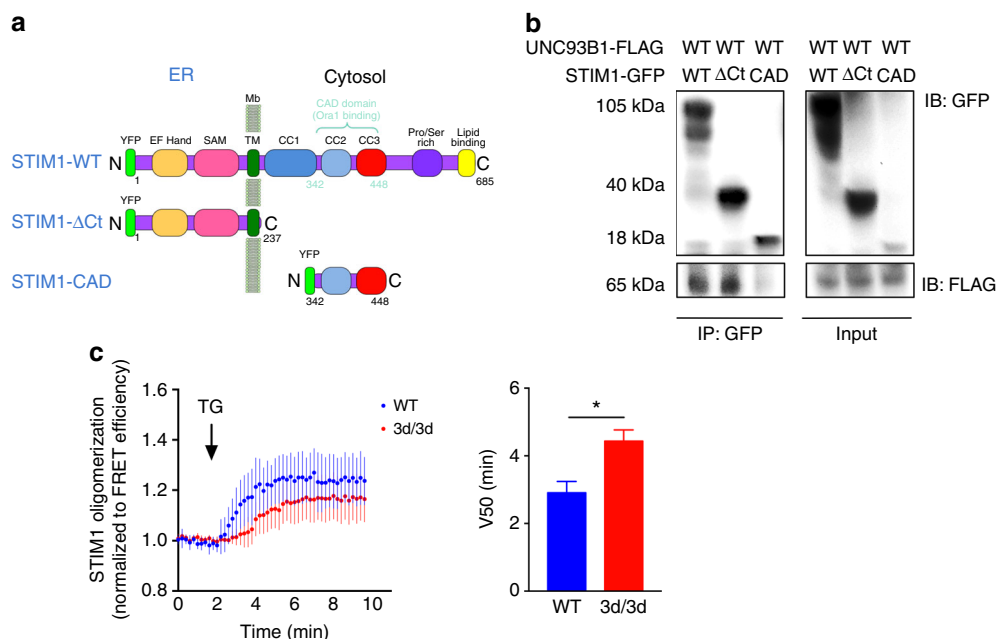 a
ER
Cytosol
Mb
CAD domain
(Ora1 binding)
YFP EF Hand SAM TM CC1 CC2 CC3 Pro/Ser rich Lipid binding
STIM1-WT N C
1 342 448 685
YFP
STIM1-ΔCt N C
1 237
YFP
STIM1-CAD N C
342 448
b
UNC93B1-FLAG WT WT WT WT WT WT
STIM1-GFP WT ΔCt CAD WT ΔCt CAD
105 kDa IB: GFP
40 kDa
18 kDa
65 kDa IB: FLAG
IP: GFP Input
c
STIM1 oligomerization
(normalized to FRET efficiency)
1.6
1.4
1.2
1.0
0.8
TG
WT
3d/3d
0 2 4 6 8 10
Time (min)
V50 (min)
6
4
2
0
*
WT 3d/3d